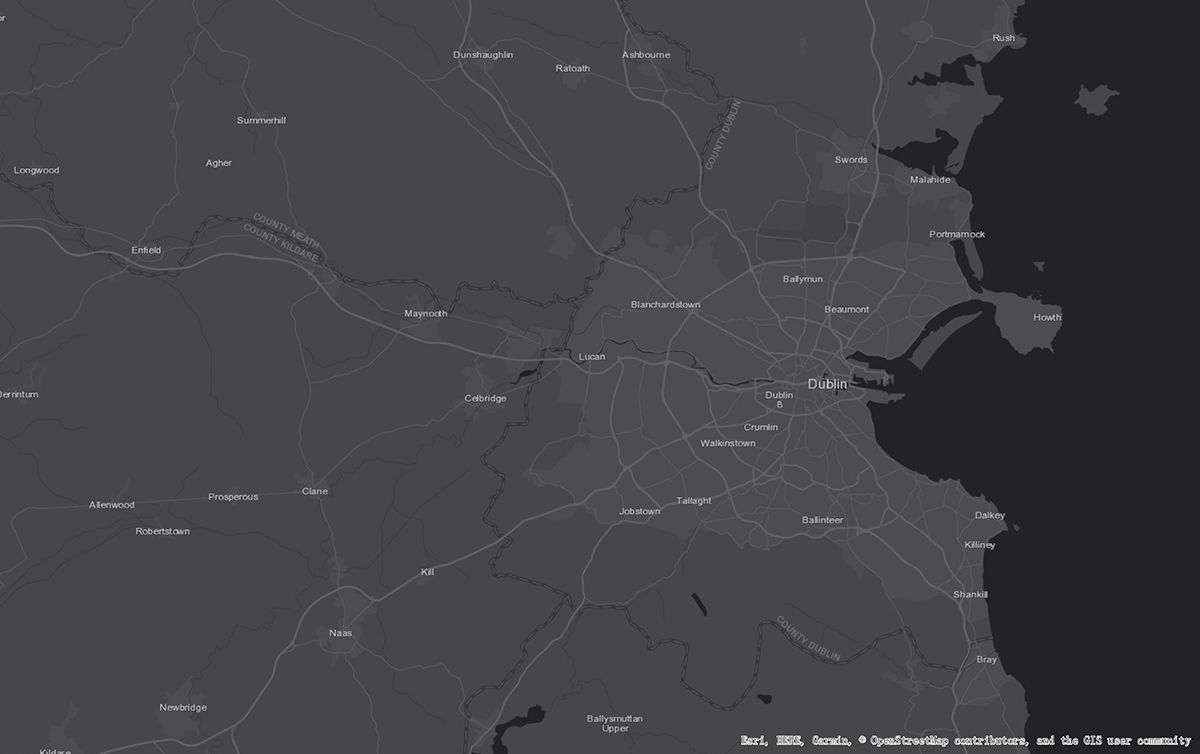 Rush
Dunshaughlin
Ashbourne
Ratoath
Summerhill
COUNTY DUBLIN
Agher
Swords
Longwood
Malahide
COUNTY MEATH
COUNTY KILDARE
Portmarnock
Enfield
Ballymun
Blanchardstown
Beaumont
Maynooth
Howth
Lucan
Dublin
Derrintum
Celbridge
Dublin
8
Crumlin
Walkinstown
Clane
Prosperous
Allenwood
Tallaght
Jobstown
Dalkey
Ballinteer
Robertstown
Killiney
Kill
Shankill
Naas
COUNTY DUBLIN
Bray
Newbridge
Ballysmuttan
Upper
Kildare
Esri, HERE, Garmin, © OpenStreetMap contributors, and the GIS user community